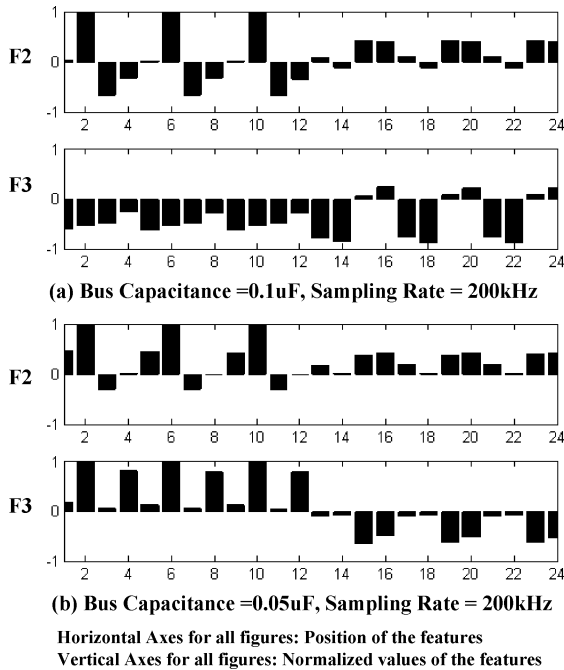 F2
1
0
-1
2 4 6 8 10 12 14 16 18 20 22 24
F3
1
0
-1
2 4 6 8 10 12 14 16 18 20 22 24
(a) Bus Capacitance =0.1uF, Sampling Rate = 200kHz
F2
1
0
-1
2 4 6 8 10 12 14 16 18 20 22 24
F3
1
0
-1
2 4 6 8 10 12 14 16 18 20 22 24
(b) Bus Capacitance =0.05uF, Sampling Rate = 200kHz
Horizontal Axes for all figures: Position of the features
Vertical Axes for all figures: Normalized values of the features